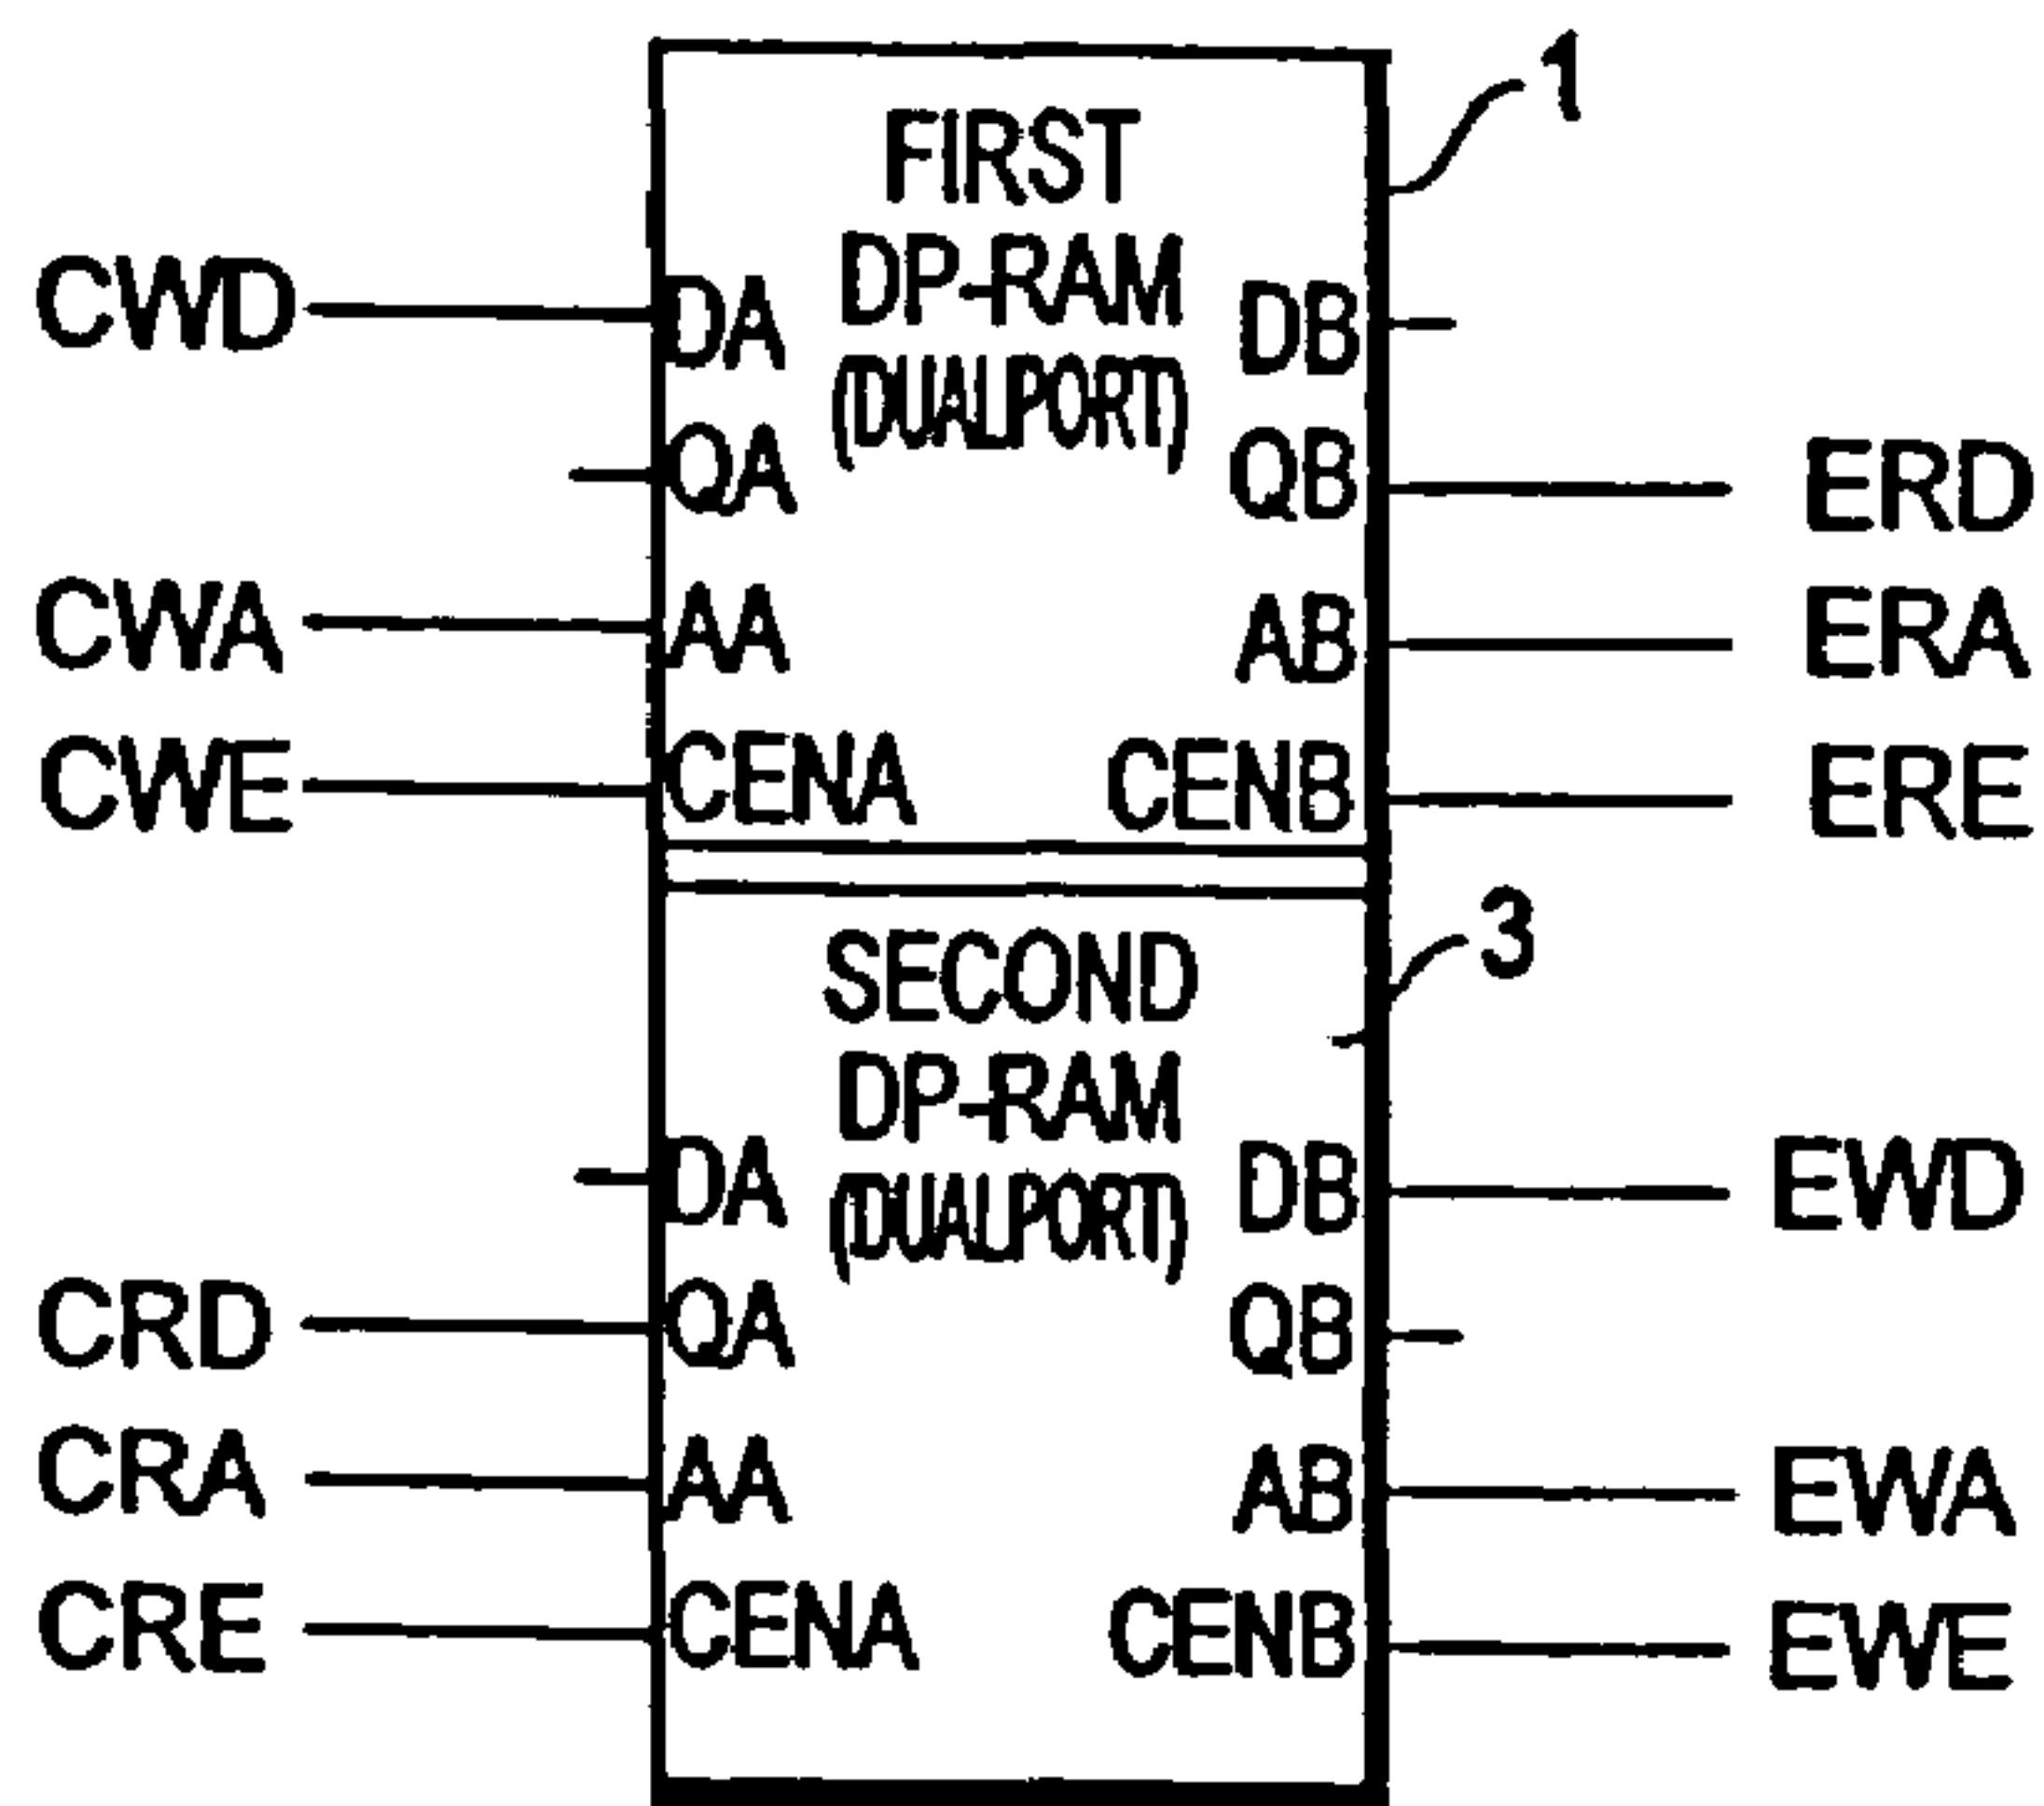 FIRST
DP-RAM
(DUALPORT)
1
CWD
DA
DB
QA
QB
ERD
CWA
AA
AB
ERA
CWE
CENA
CENB
ERE
SECOND
DP-RAM
(DUALPORT)
3
DA
DB
EWD
CRD
QA
QB
CRA
AA
AB
EWA
CRE
CENA
CENB
EWE